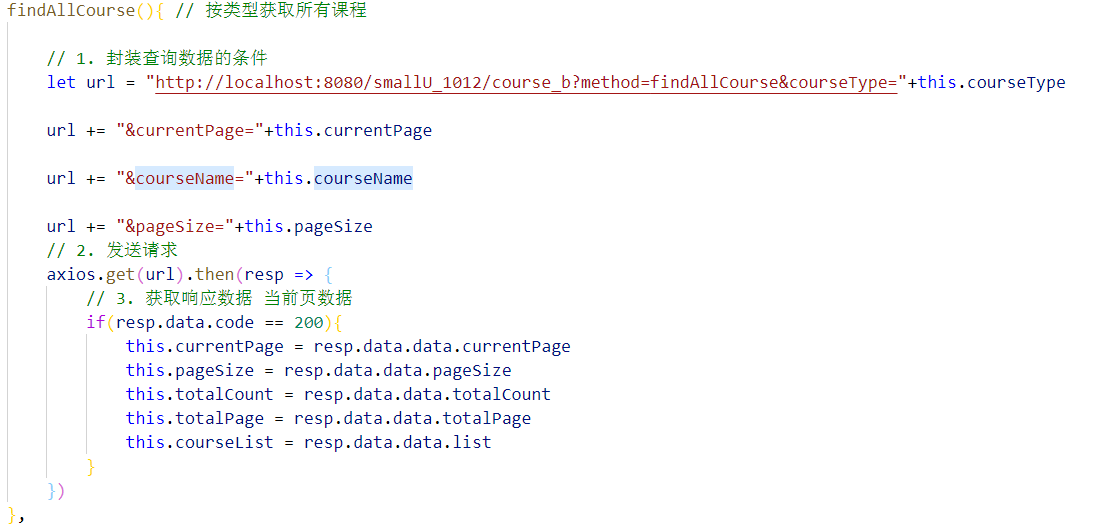 findAllCourse(){ // 按类型获取所有课程
// 1. 封装查询数据的条件
let url = "http://localhost:8080/smallU_1012/course_b?method=findAllCourse&courseType="+this.courseType
url += "&currentPage="+this.currentPage
url += "&courseName="+this.courseName
url += "&pageSize="+this.pageSize
// 2. 发送请求
axios.get(url).then(resp => {
// 3. 获取响应数据 当前页数据
if(resp.data.code == 200){
this.currentPage = resp.data.data.currentPage
this.pageSize = resp.data.data.pageSize
this.totalCount = resp.data.data.totalCount
this.totalPage = resp.data.data.totalPage
this.courseList = resp.data.data.list
}
})
},